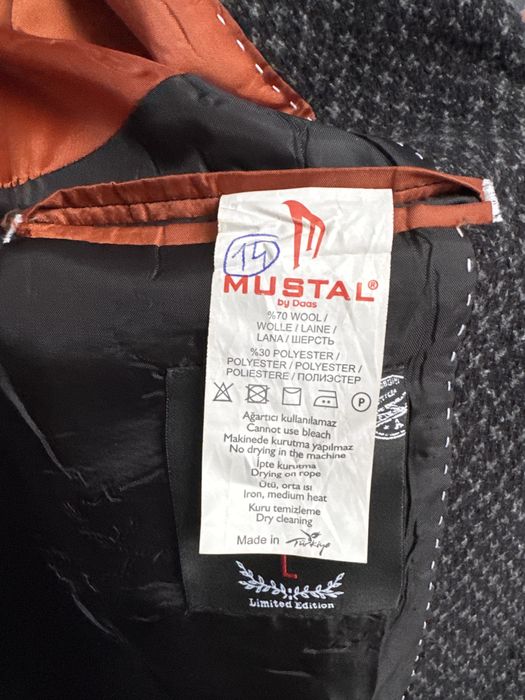 14
MUSTAL®
by Daas
%70 WOOL /
WOLLE / LAINE /
LANA / ШЕРСТЬ
%30 POLYESTER /
POLYESTER / POLYESTER /
POLIESTERE / ПОЛИЭСТЕР
P
Ağartıcı kullanılamaz
Cannot use bleach
Makinede kurutma yapılmaz
No drying in the machine
İpte kurutma
Drying on rope
Ütü, orta ısı
Iron, medium heat
Kuru temizleme
Dry cleaning
Made in Türkiye
L
Limited Edition